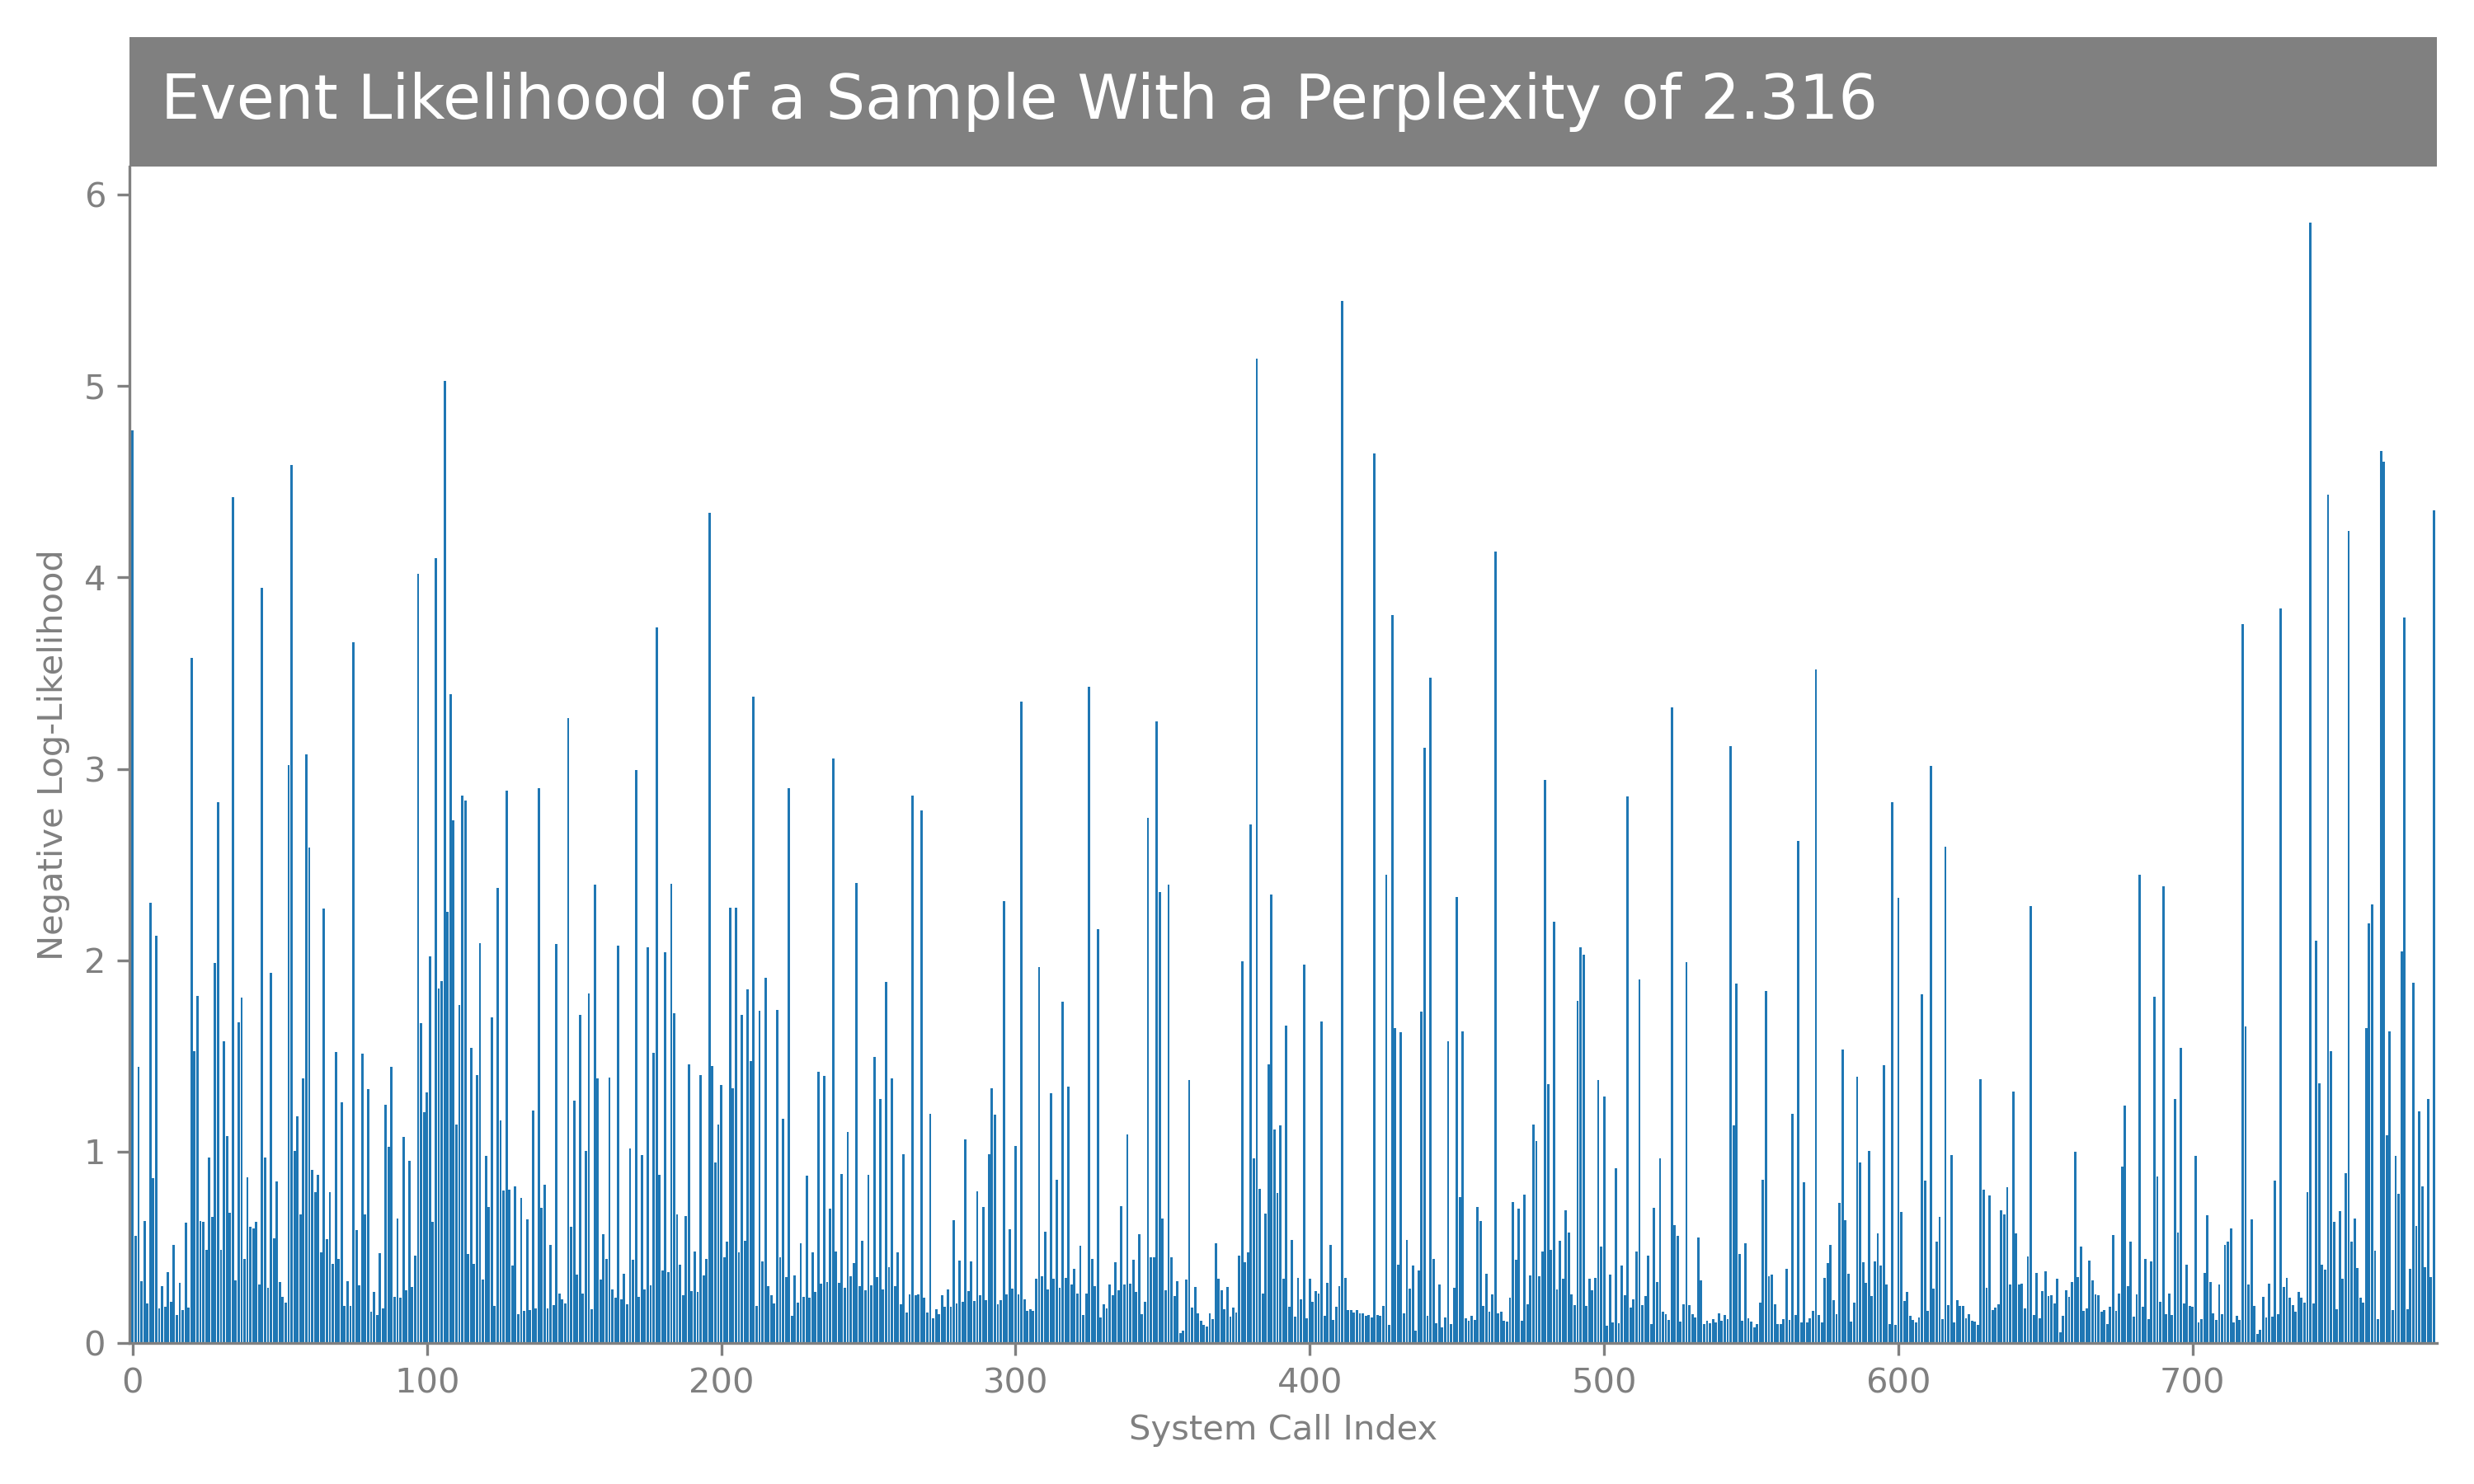 Event Likelihood of a Sample With a Perplexity of 2.316
6
5
4
3
2
1
0
Negative Log-Likelihood
0 100 200 300 400 500 600 700
System Call Index